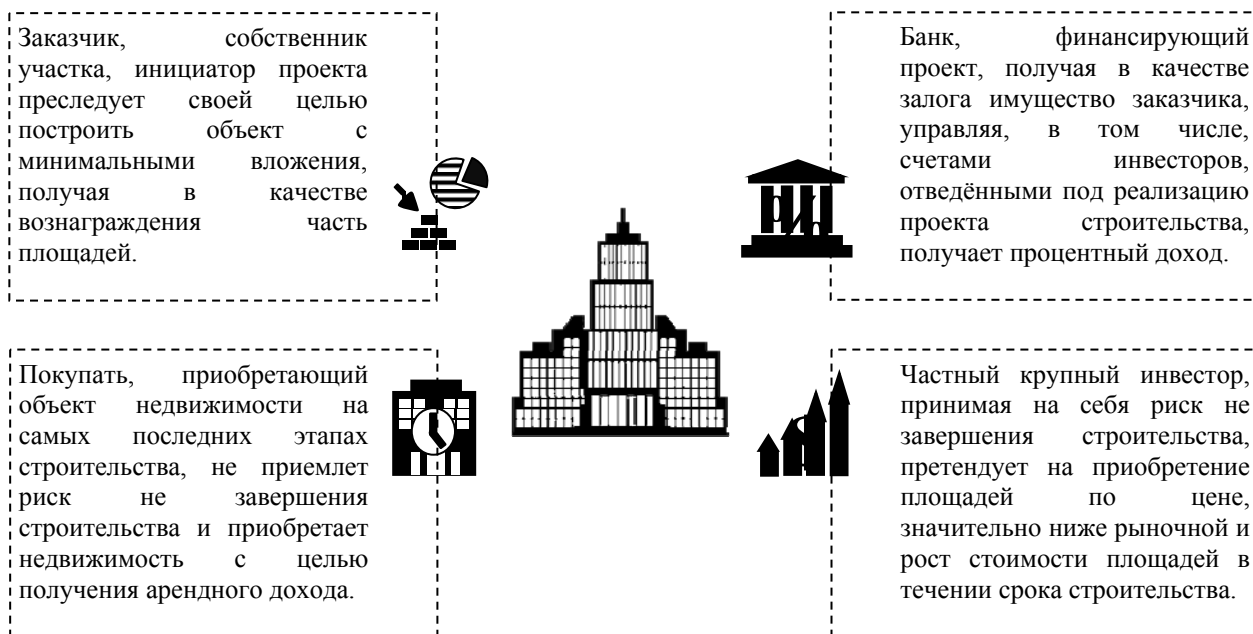 Заказчик, собственник
участка, инициатор проекта
преследует своей целью
построить объект с
минимальными вложения,
получая в качестве
вознаграждения часть
площадей.
Банк, финансирующий
проект, получая в качестве
залога имущество заказчика,
управляя, в том числе,
счетами инвесторов,
отведёнными под реализацию
проекта строительства,
получает процентный доход.
Покупать, приобретающий
объект недвижимости на
самых последних этапах
строительства, не приемлет
риск не завершения
строительства и приобретает
недвижимость с целью
получения арендного дохода.
Частный крупный инвестор,
принимая на себя риск не
завершения строительства,
претендует на приобретение
площадей по цене,
значительно ниже рыночной и
рост стоимости площадей в
течении срока строительства.